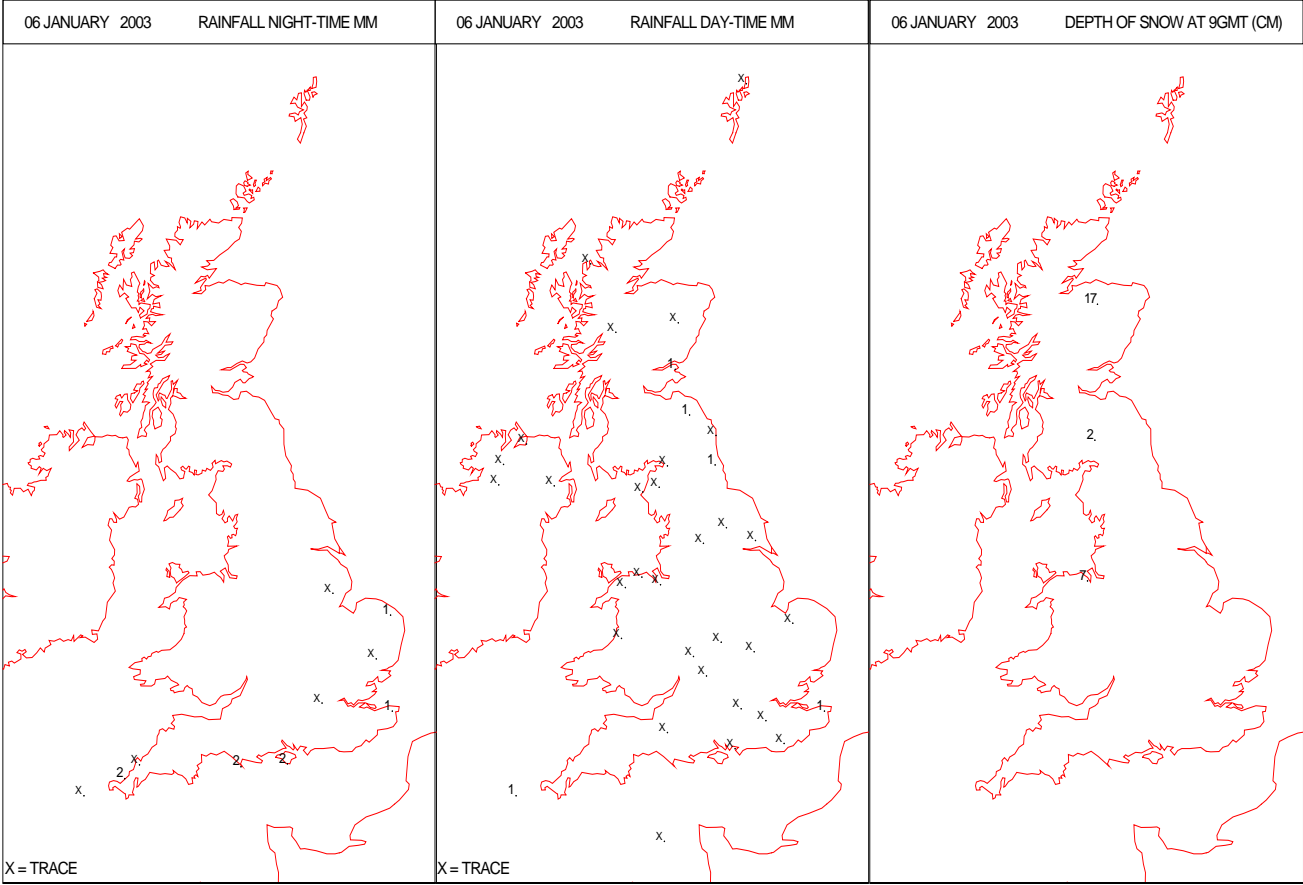 06 JANUARY 2003 RAINFALL NIGHT-TIME MM
X.
1.
X.
X.
1.
X. 2. 2.
2.
X.
X = TRACE
06 JANUARY 2003 RAINFALL DAY-TIME MM
X.
X.
X.
X.
1.
1.
X.
X.
X. X. 1.
X. X. X.
X.
X.
X. X.
X.
X.
X.
X.
X.
X.
X.
X.
X.
X. 1.
X.
X.
X.
X.
1.
X.
X = TRACE
06 JANUARY 2003 DEPTH OF SNOW AT 9GMT (CM)
17.
2.
7.